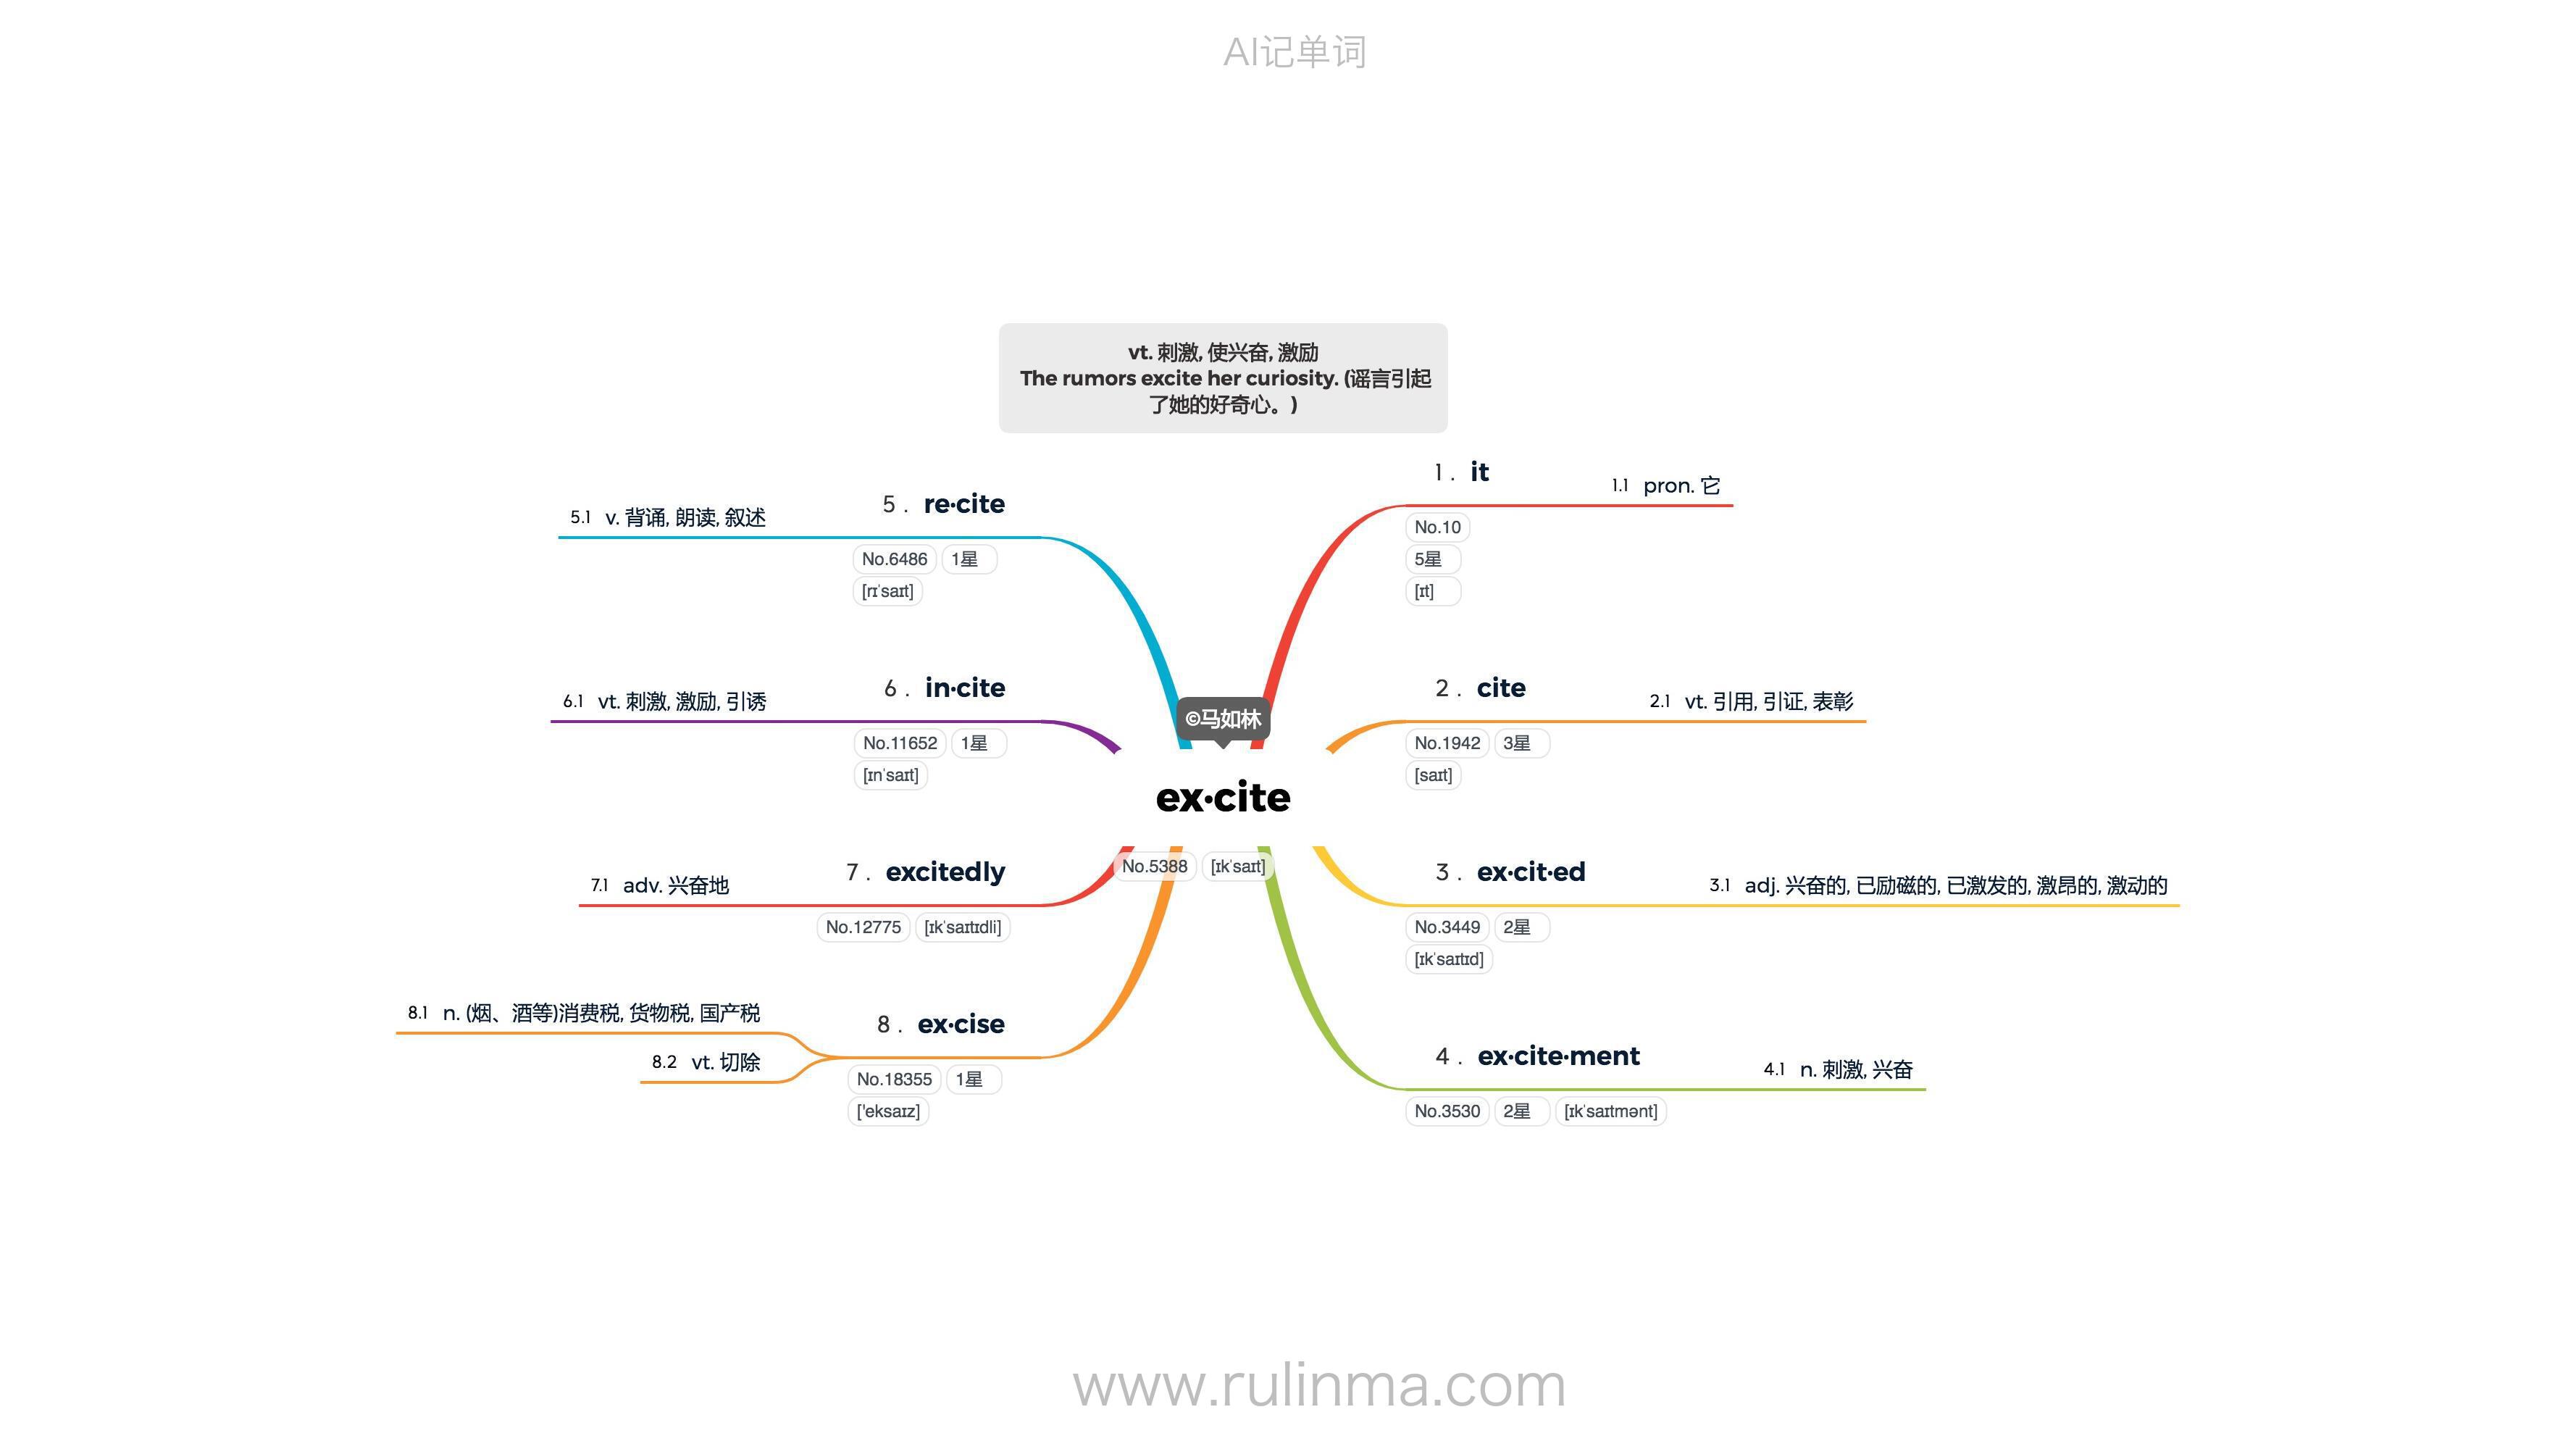 AI记单词
vt. 刺激, 使兴奋, 激励
The rumors excite her curiosity. (谣言引起
了她的好奇心。)
©马如林
ex·cite
No.5388 [ɪkˈsaɪt]
1 . it
1.1 pron. 它
No.10
5星
[ɪt]
2 . cite
2.1 vt. 引用, 引证, 表彰
No.1942 3星
[saɪt]
3 . ex·cit·ed
3.1 adj. 兴奋的, 已励磁的, 已激发的, 激昂的, 激动的
No.3449 2星
[ɪkˈsaɪtɪd]
4 . ex·cite·ment
4.1 n. 刺激, 兴奋
No.3530 2星 [ɪkˈsaɪtmənt]
5 . re·cite
5.1 v. 背诵, 朗读, 叙述
No.6486 1星
[rɪˈsaɪt]
6 . in·cite
6.1 vt. 刺激, 激励, 引诱
No.11652 1星
[ɪnˈsaɪt]
7 . excitedly
7.1 adv. 兴奋地
No.12775 [ɪkˈsaɪtɪdli]
8 . ex·cise
8.1 n. (烟、酒等)消费税, 货物税, 国产税
8.2 vt. 切除
No.18355 1星
['eksaɪz]
www.rulinma.com